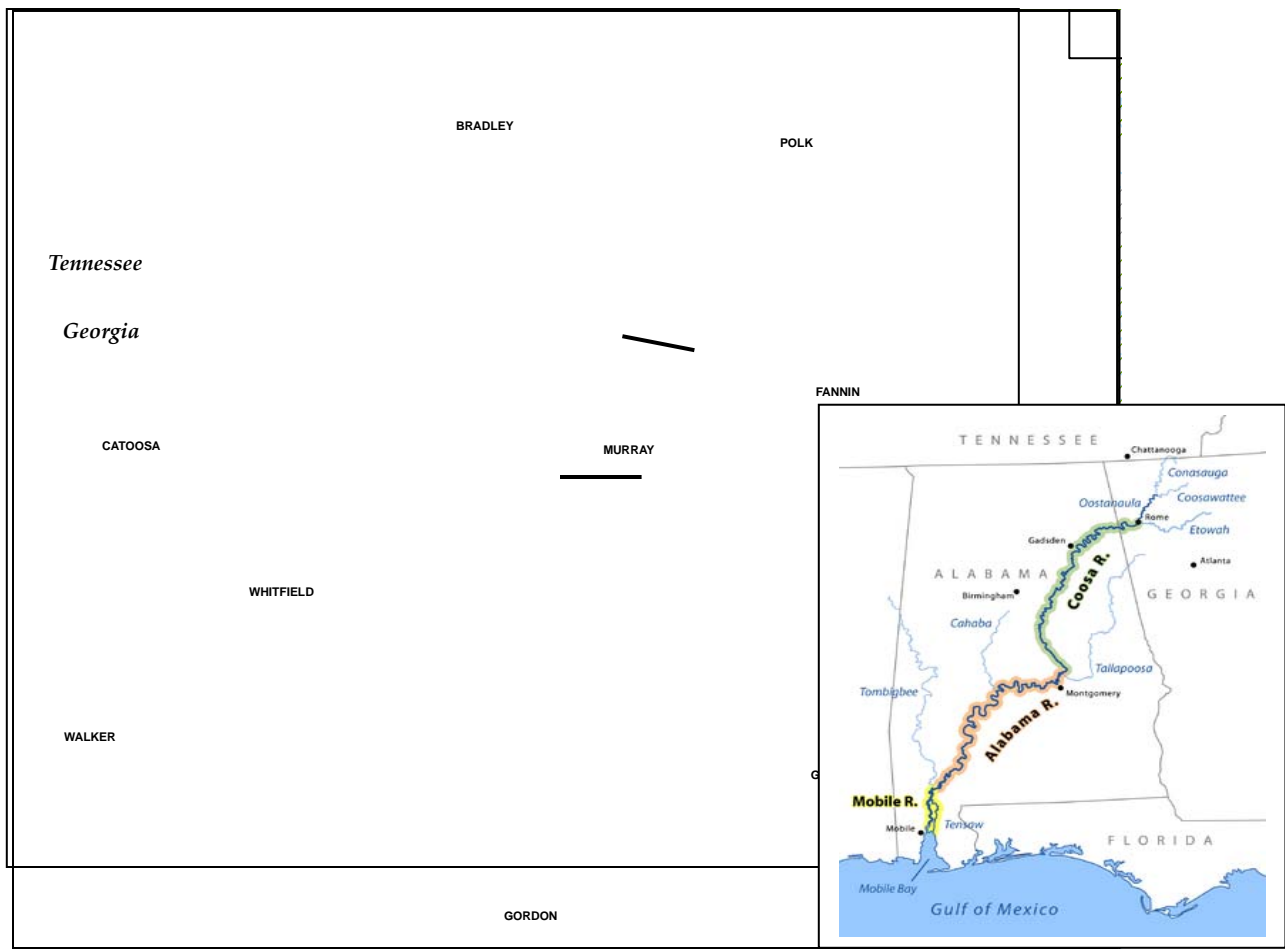 BRADLEY
POLK
Tennessee
Georgia
FANNIN
CATOOSA
MURRAY
WHITFIELD
WALKER
G
GORDON
TENNESSEE
Chattanooga
Conasauga
Coosawattee
Oostanaula
Rome
Etowah
Gadsden
Atlanta
ALABAMA
Coosa R.
GEORGIA
Birmingham
Cahaba
Tallapoosa
Tombigbee
Montgomery
Alabama R.
Mobile R.
Mobile
Tensaw
FLORIDA
Mobile Bay
Gulf of Mexico